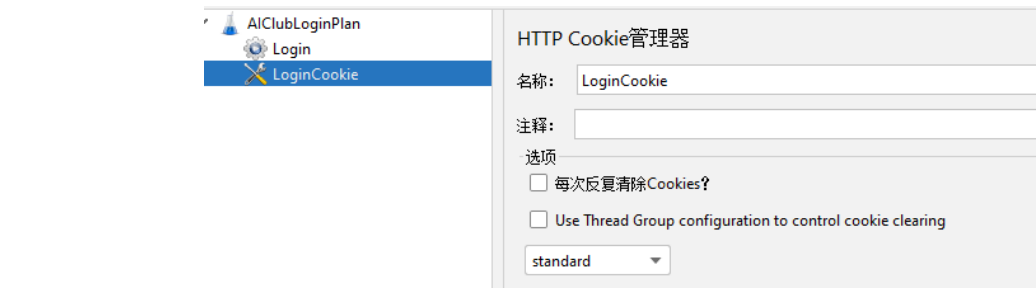 AIClubLoginPlan
Login
LoginCookie
HTTP Cookie管理器
名称： LoginCookie
注释：
选项
每次反复清除Cookies?
Use Thread Group configuration to control cookie clearing
standard